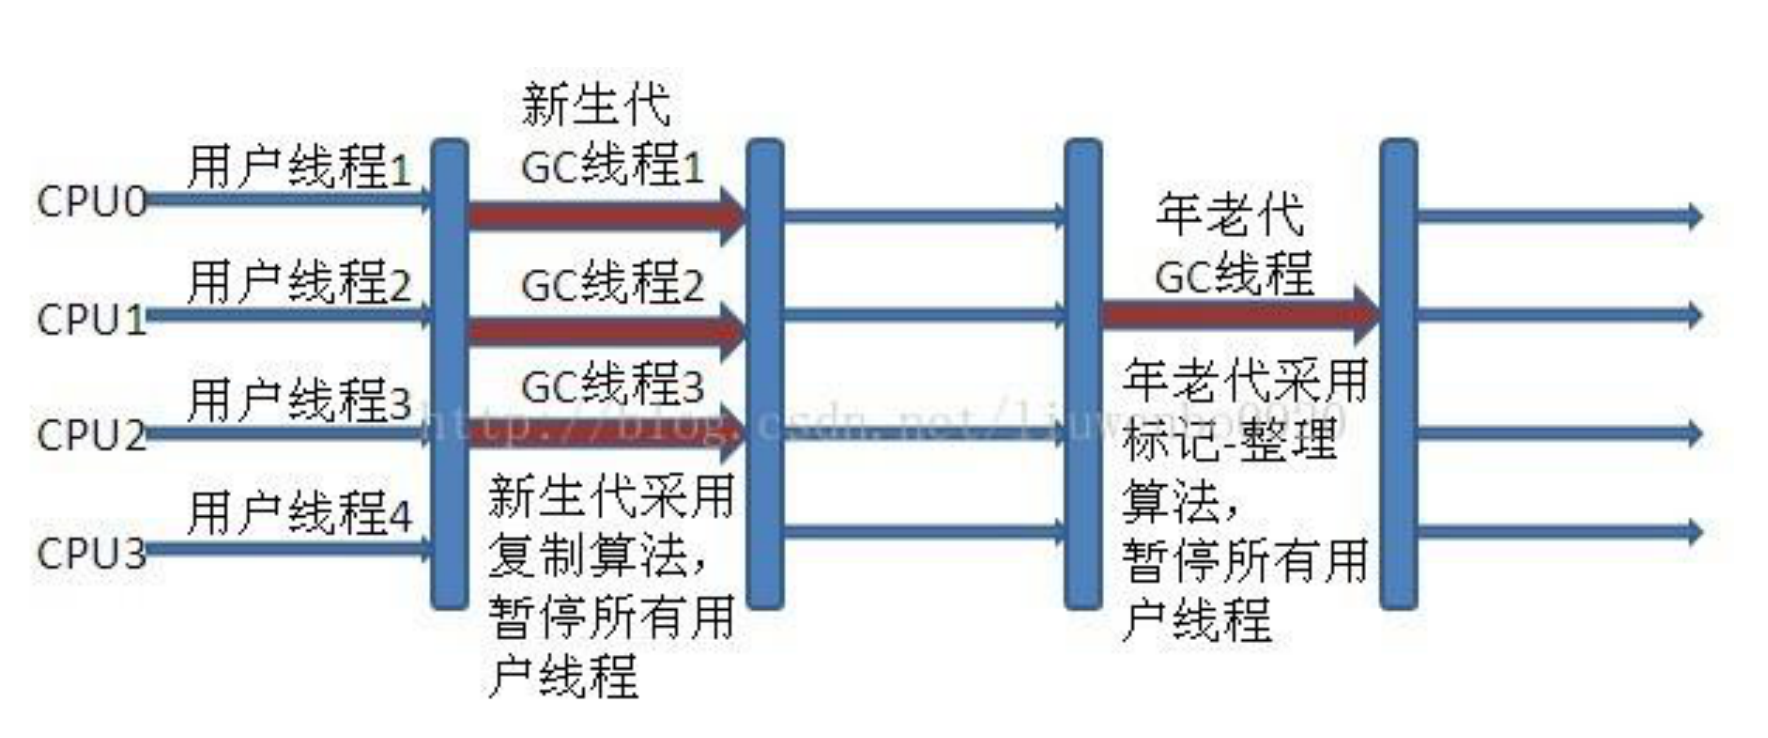 新生代
GC线程1
用户线程1
CPU0
年老代
GC线程
GC线程2
用户线程2
CPU1
GC线程3
用户线程3
CPU2
http://blog.csdn.net/liuwenbo0920
年老代采用
标记-整理
算法，
暂停所有用
户线程
用户线程4
CPU3
新生代采用
复制算法，
暂停所有用
户线程